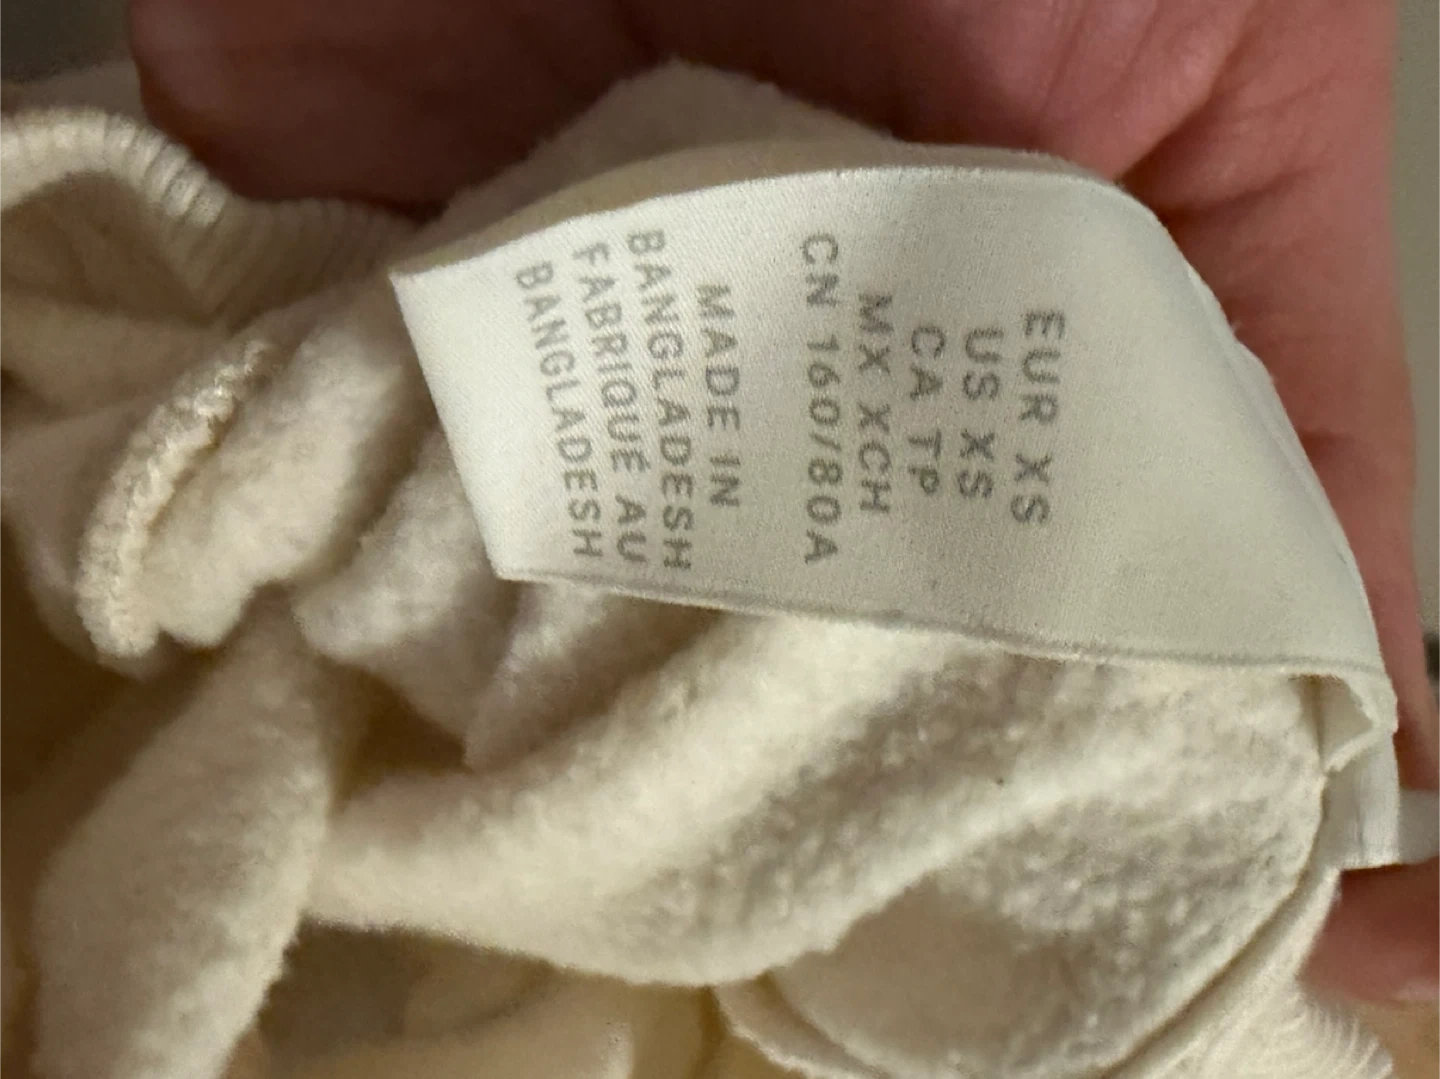 EUR XS
US XS
CA TP
MX XCH
CN 160/80A
MADE IN
BANGLADESH
FABRIQUÉ AU
BANGLADESH